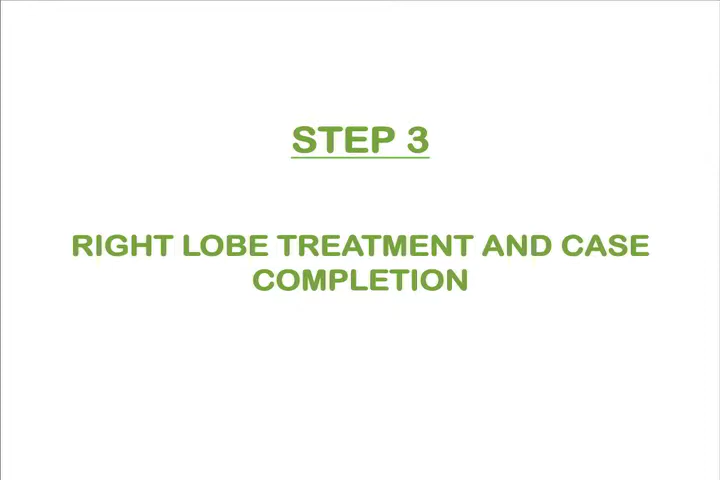 STEP 3
RIGHT LOBE TREATMENT AND CASE
COMPLETION